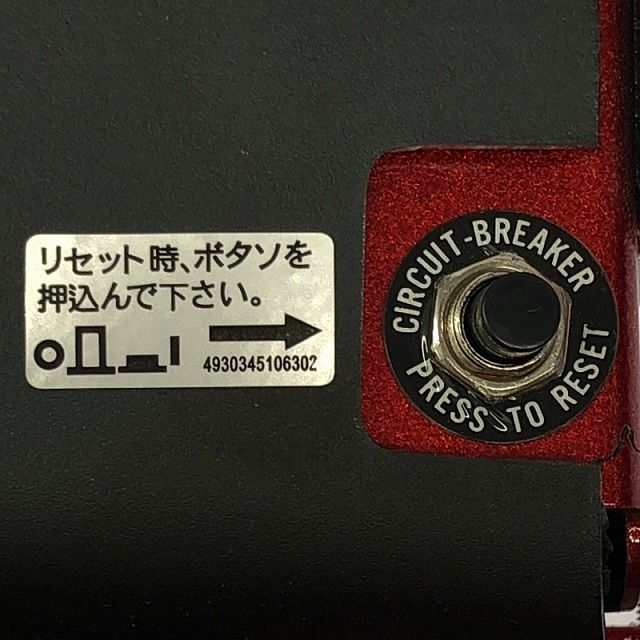 リセット時、ボタソを
押込んで下さい。
4930345106302
CIRCUIT-BREAKER
PRESS TO RESET